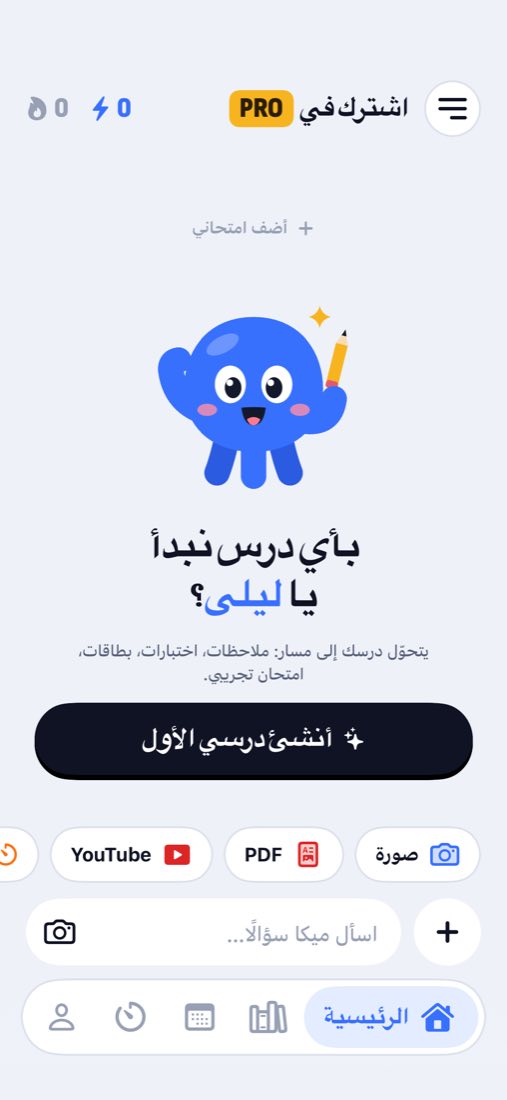 اشترك في PRO
0
0
أضف امتحاني
بأي درس نبدأ
يا ليلى؟
يتحوّل درسك إلى مسار: ملاحظات، اختبارات، بطاقات،
امتحان تجريبي.
أنشئ درسي الأول
صورة
PDF
YouTube
اسأل ميكا سؤالًا...
الرئيسية